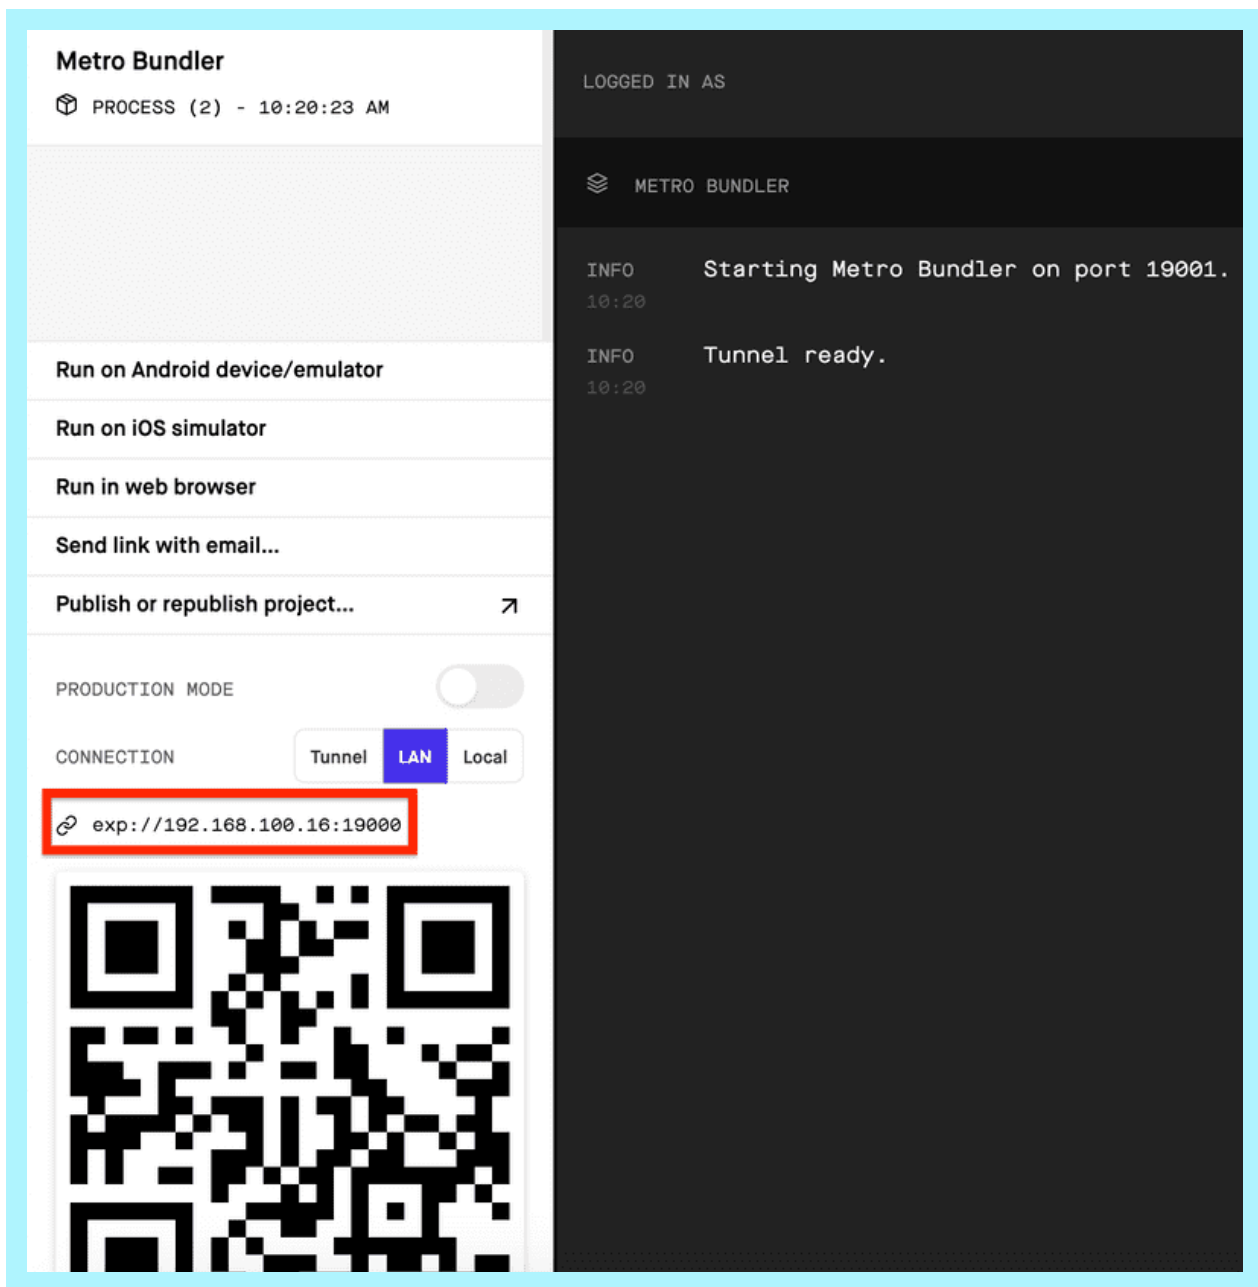 Metro Bundler
PROCESS (2) - 10:20:23 AM
Run on Android device/emulator
Run on iOS simulator
Run in web browser
Send link with email...
Publish or republish project...
PRODUCTION MODE
CONNECTION Tunnel LAN Local
exp://192.168.100.16:19000
LOGGED IN AS
METRO BUNDLER
INFO Starting Metro Bundler on port 19001.
10:20
INFO Tunnel ready.
10:20